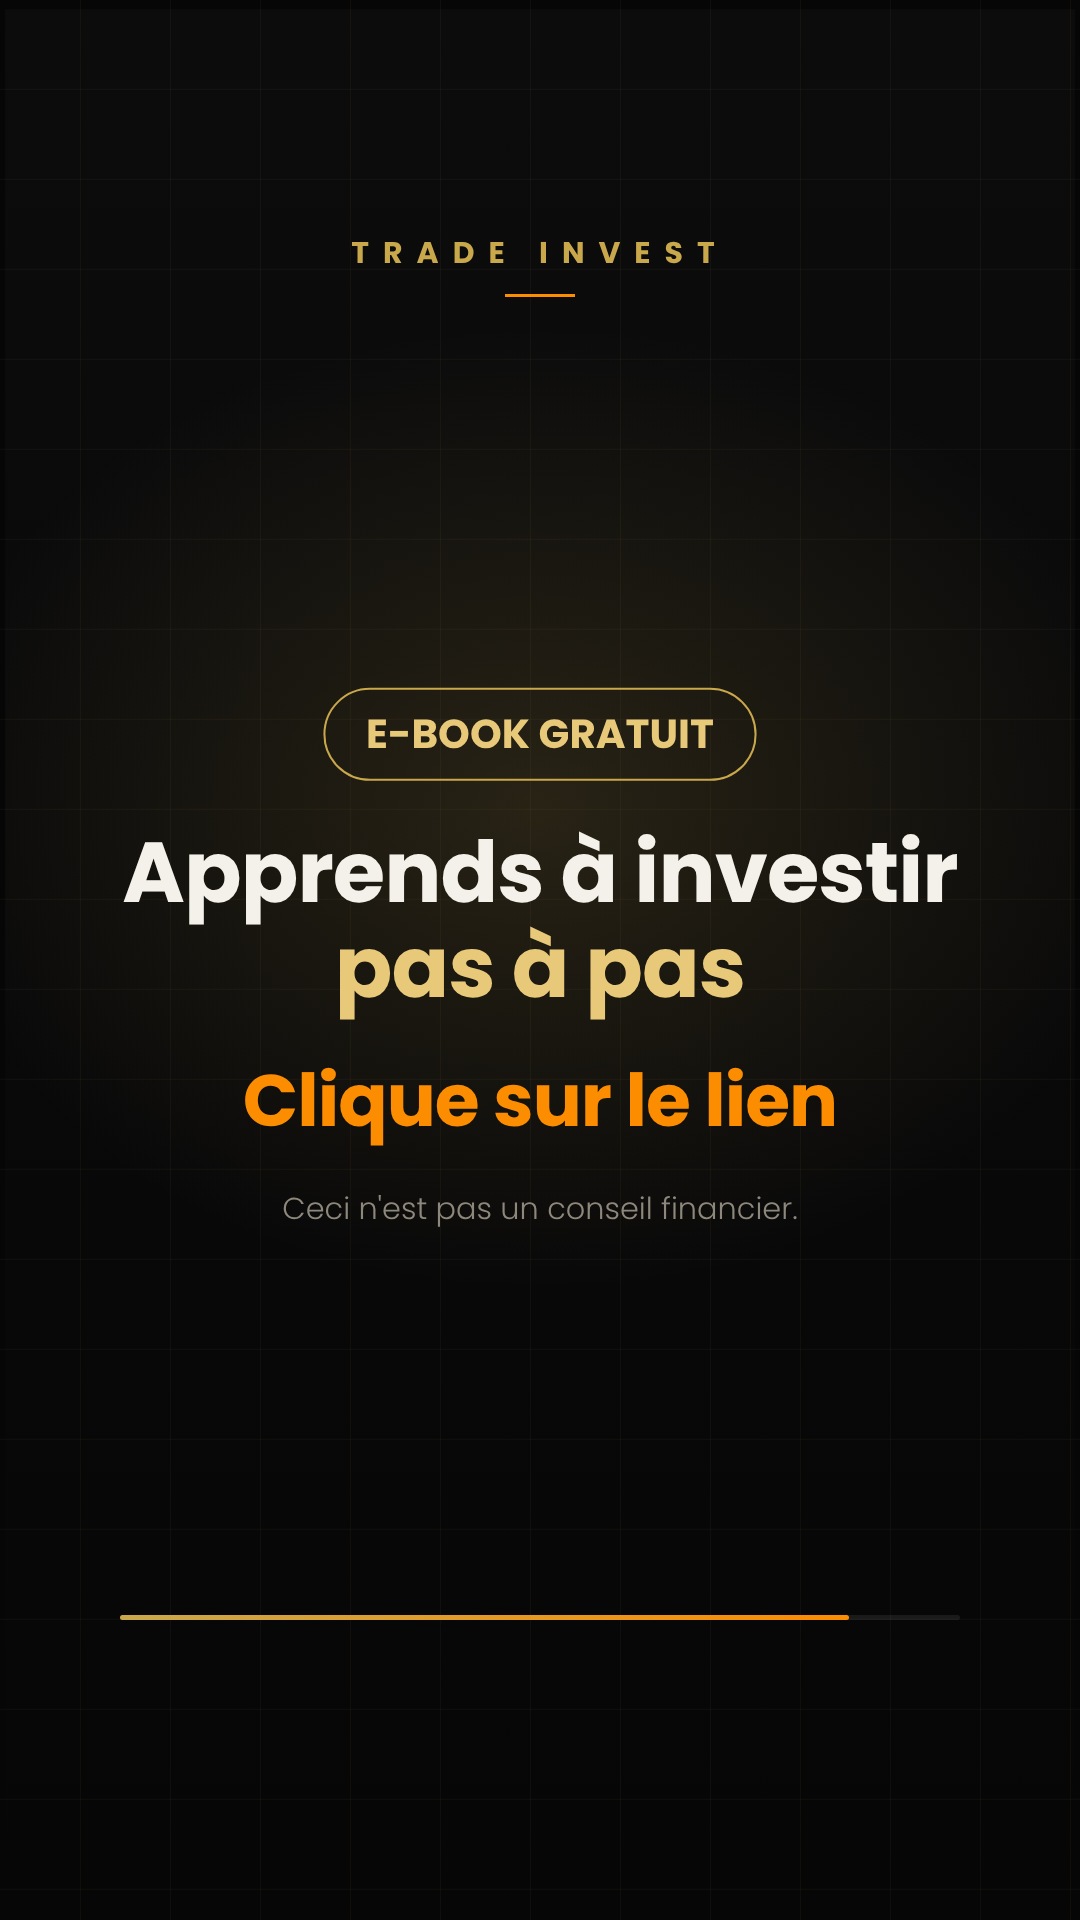 TRADE INVEST
E-BOOK GRATUIT
Apprends à investir
pas à pas
Clique sur le lien
Ceci n'est pas un conseil financier.